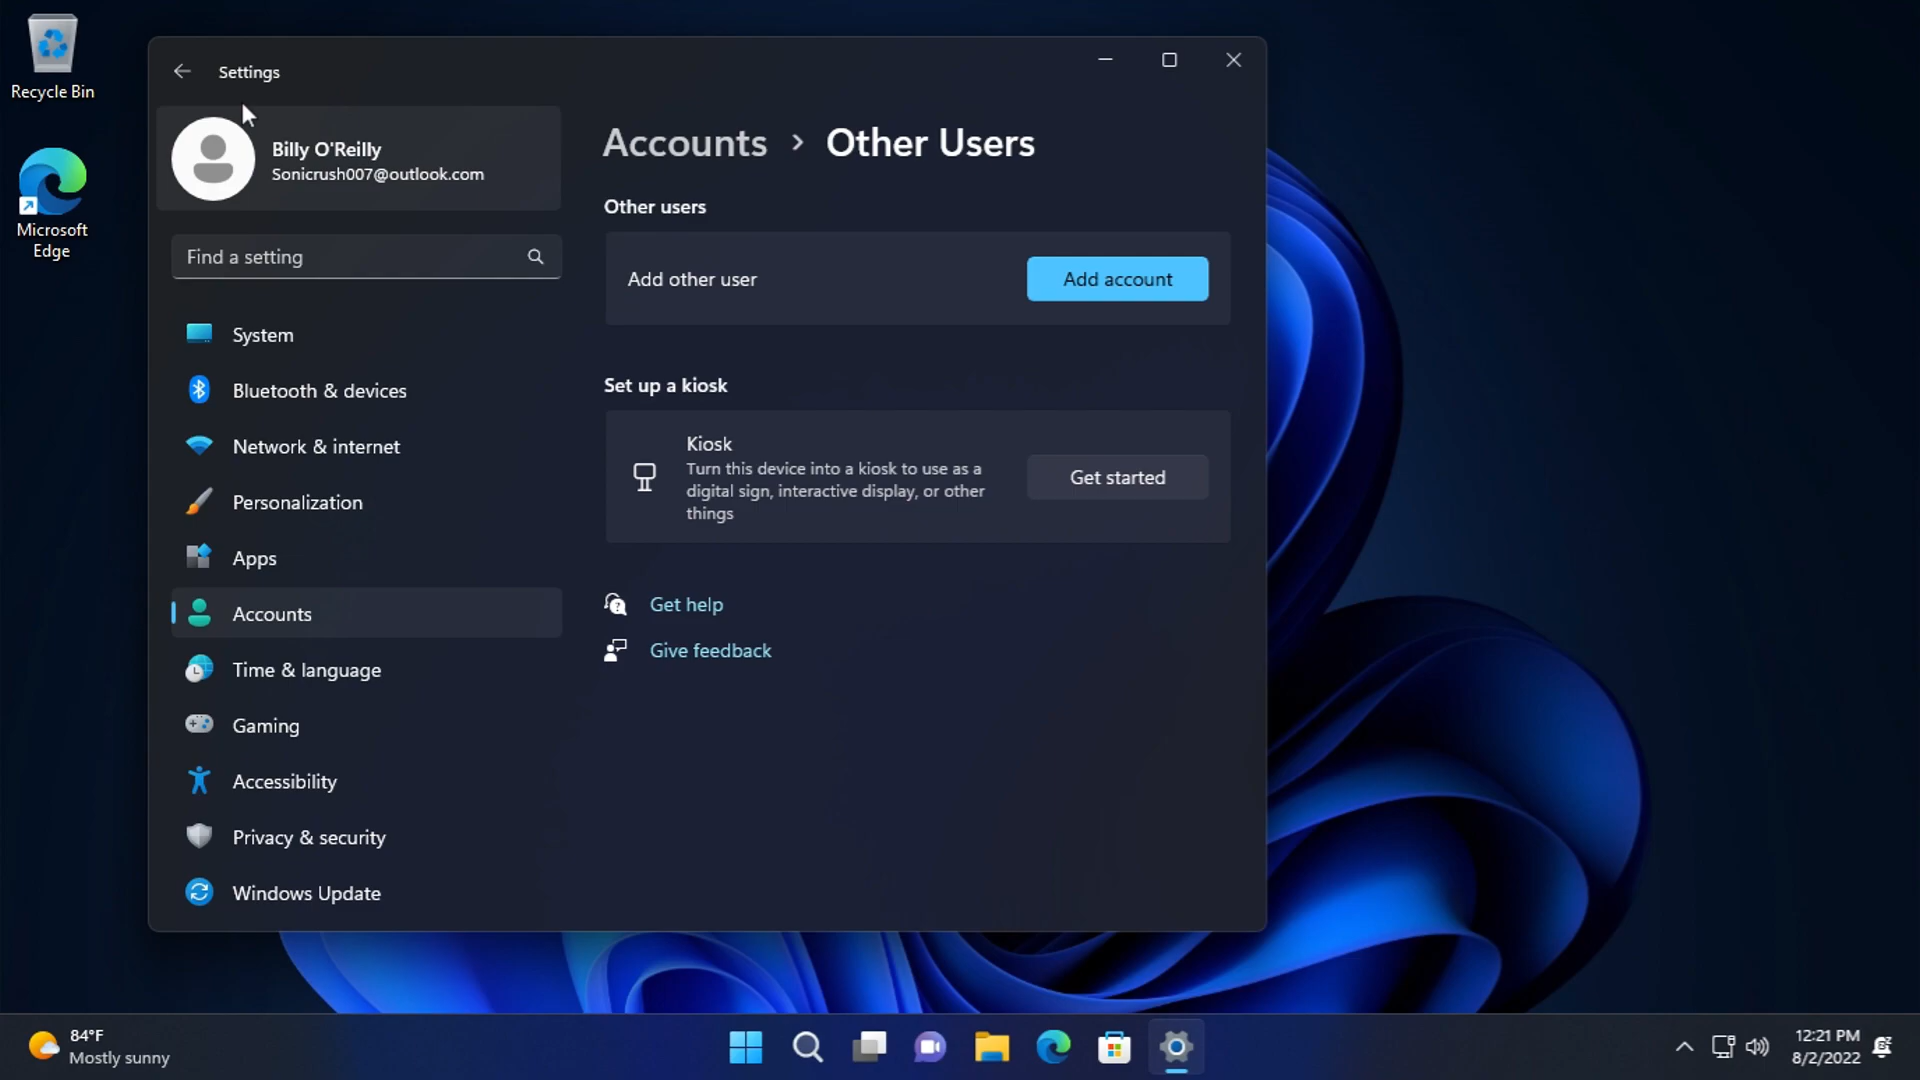 Recycle Bin
Microsoft
Edge
Settings
Billy O'Reilly
Sonicrush007@outlook.com
Find a setting
System
Bluetooth & devices
Network & internet
Personalization
Apps
Accounts
Time & language
Gaming
Accessibility
Privacy & security
Windows Update
Accounts > Other Users
Other users
Add other user
Add account
Set up a kiosk
Kiosk
Turn this device into a kiosk to use as a
digital sign, interactive display, or other
things
Get started
Get help
Give feedback
84°F
Mostly sunny
12:21 PM
8/2/2022